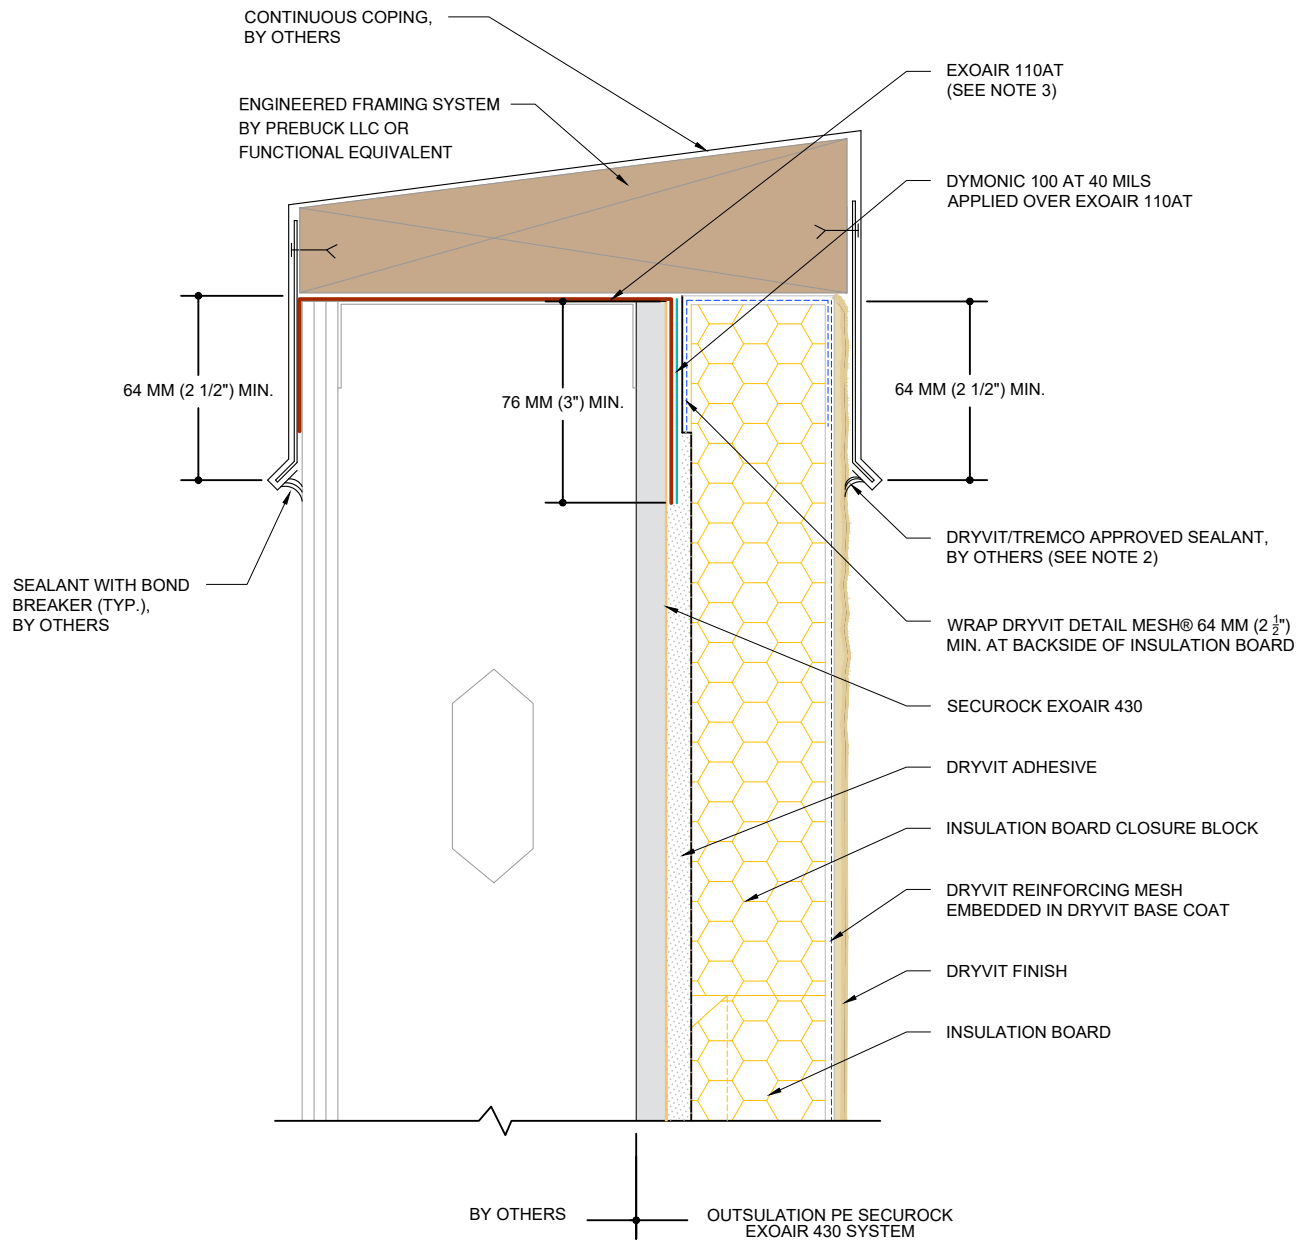 CONTINUOUS COPING,
BY OTHERS
ENGINEERED FRAMING SYSTEM
BY PREBUCK LLC OR
FUNCTIONAL EQUIVALENT
EXOAIR 110AT
(SEE NOTE 3)
DYMONIC 100 AT 40 MILS
APPLIED OVER EXOAIR 110AT
64 MM (2 1/2") MIN.
76 MM (3") MIN.
64 MM (2 1/2") MIN.
SEALANT WITH BOND
BREAKER (TYP.),
BY OTHERS
DRYVIT/TREMCO APPROVED SEALANT,
BY OTHERS (SEE NOTE 2)
WRAP DRYVIT DETAIL MESH® 64 MM (2 1/2")
MIN. AT BACKSIDE OF INSULATION BOARD
SECUROCK EXOAIR 430
DRYVIT ADHESIVE
INSULATION BOARD CLOSURE BLOCK
DRYVIT REINFORCING MESH
EMBEDDED IN DRYVIT BASE COAT
DRYVIT FINISH
INSULATION BOARD
BY OTHERS
OUTSULATION PE SECUROCK
EXOAIR 430 SYSTEM